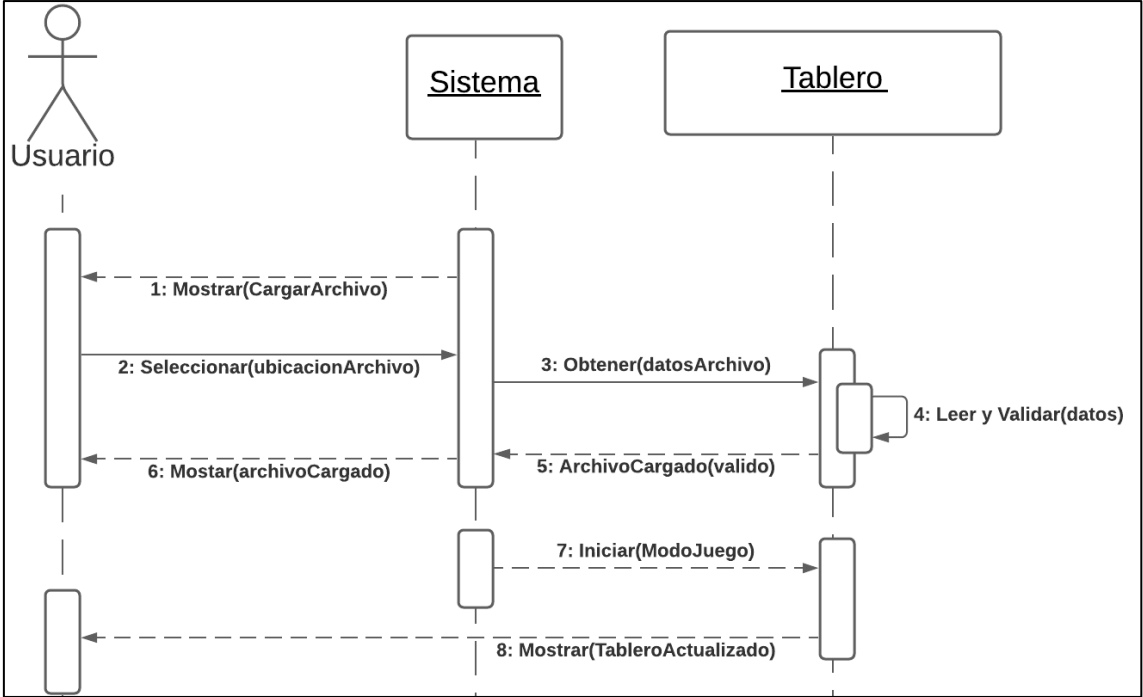 Usuario
Sistema
Tablero
1: Mostrar(CargarArchivo)
2: Seleccionar(ubicacionArchivo)
3: Obtener(datosArchivo)
4: Leer y Validar(datos)
5: ArchivoCargado(valido)
6: Mostar(archivoCargado)
7: Iniciar(ModoJuego)
8: Mostrar(TableroActualizado)